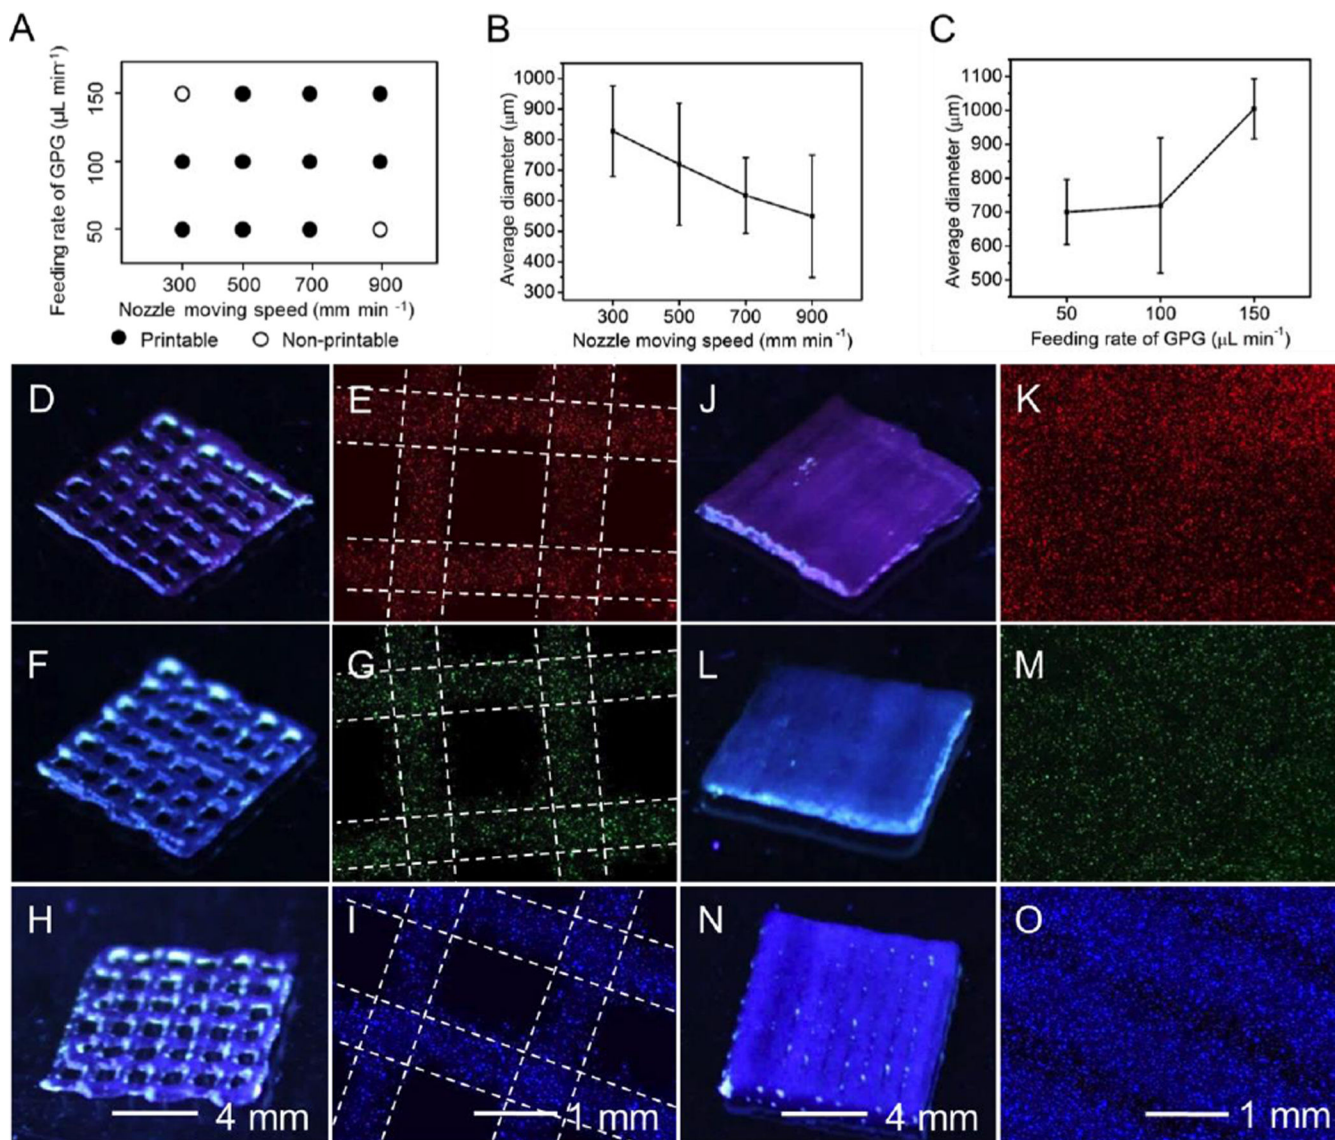 A
Feeding rate of GPG (μL min⁻¹)
150
100
50
300 500 700 900
Nozzle moving speed (mm min ⁻¹)
Printable Non-printable
B
Average diameter (μm)
1000
900
800
700
600
500
400
300
300 500 700 900
Nozzle moving speed (mm min⁻¹)
C
Average diameter (μm)
1100
1000
900
800
700
600
500
50 100 150
Feeding rate of GPG (μL min⁻¹)
D E J K
F G L M
H I N O
4 mm 1 mm 4 mm 1 mm